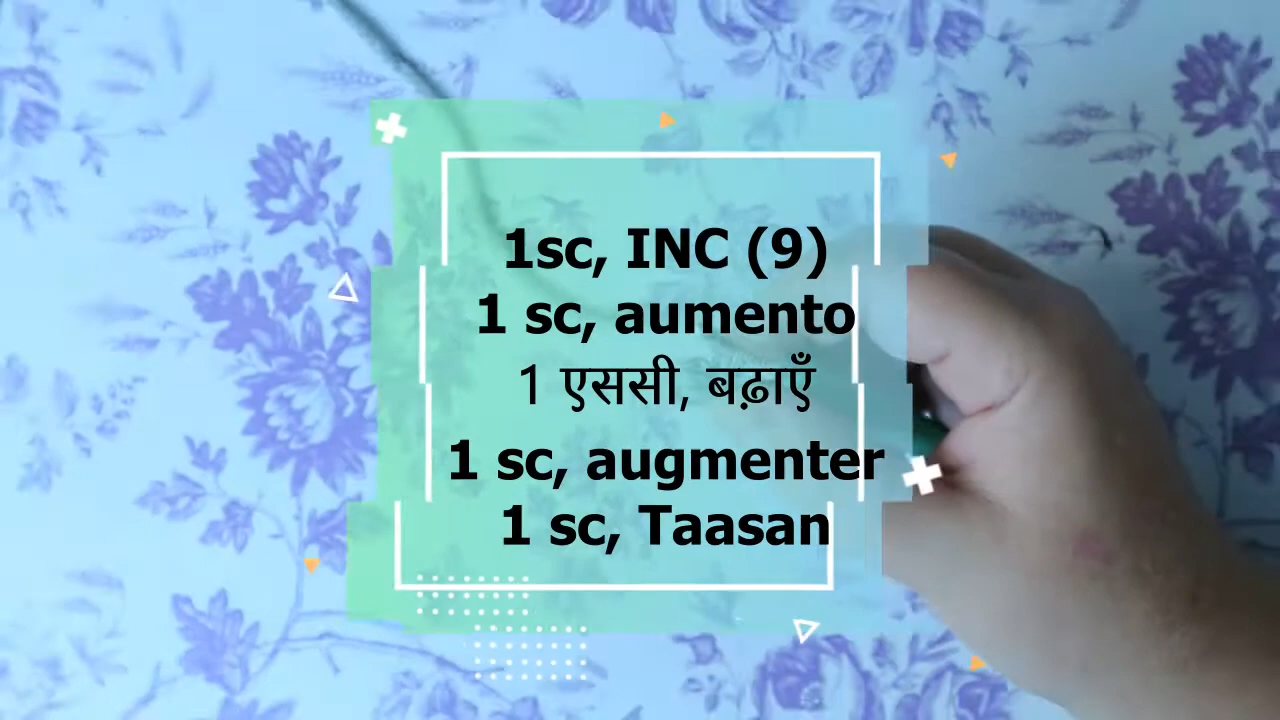 1sc, INC (9)
1 sc, aumento
1 एससी, बढ़ाएँ
1 sc, augmenter
1 sc, Taasan